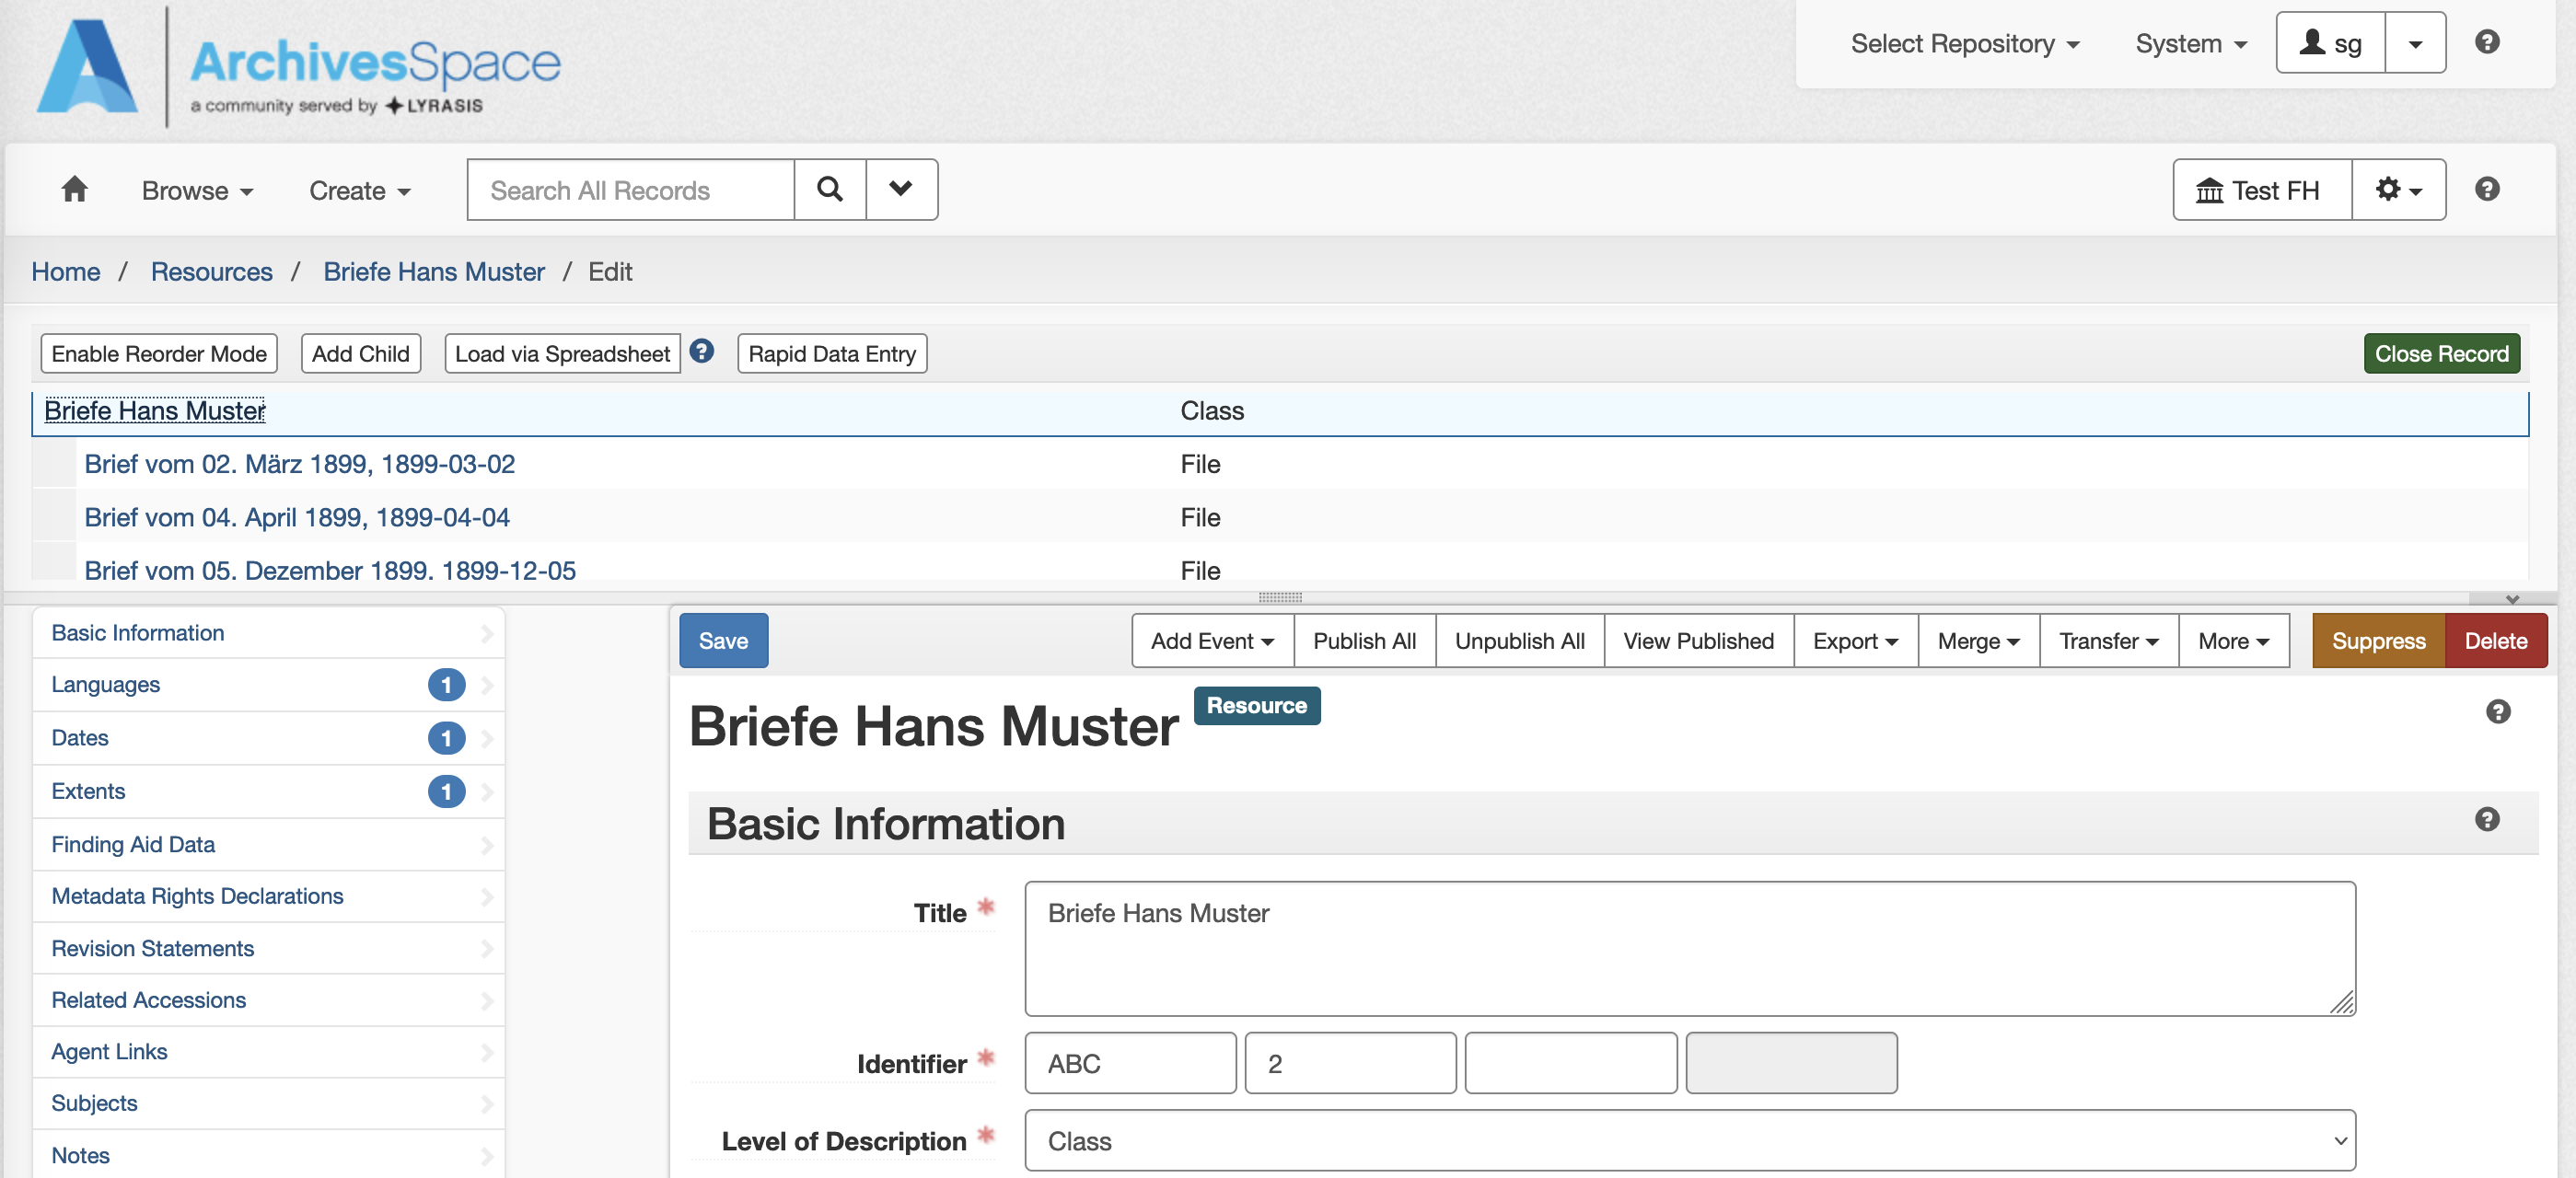 ArchivesSpace
a community served by LYRASIS
Select Repository
System
sg
Browse
Create
Search All Records
Test FH
Home / Resources / Briefe Hans Muster / Edit
Enable Reorder Mode
Add Child
Load via Spreadsheet
Rapid Data Entry
Close Record
Briefe Hans Muster Class
Brief vom 02. März 1899, 1899-03-02 File
Brief vom 04. April 1899, 1899-04-04 File
Brief vom 05. Dezember 1899, 1899-12-05 File
Basic Information
Languages 1
Dates 1
Extents 1
Finding Aid Data
Metadata Rights Declarations
Revision Statements
Related Accessions
Agent Links
Subjects
Notes
Save
Add Event
Publish All
Unpublish All
View Published
Export
Merge
Transfer
More
Suppress
Delete
Briefe Hans Muster Resource
Basic Information
Title * Briefe Hans Muster
Identifier * ABC 2
Level of Description * Class